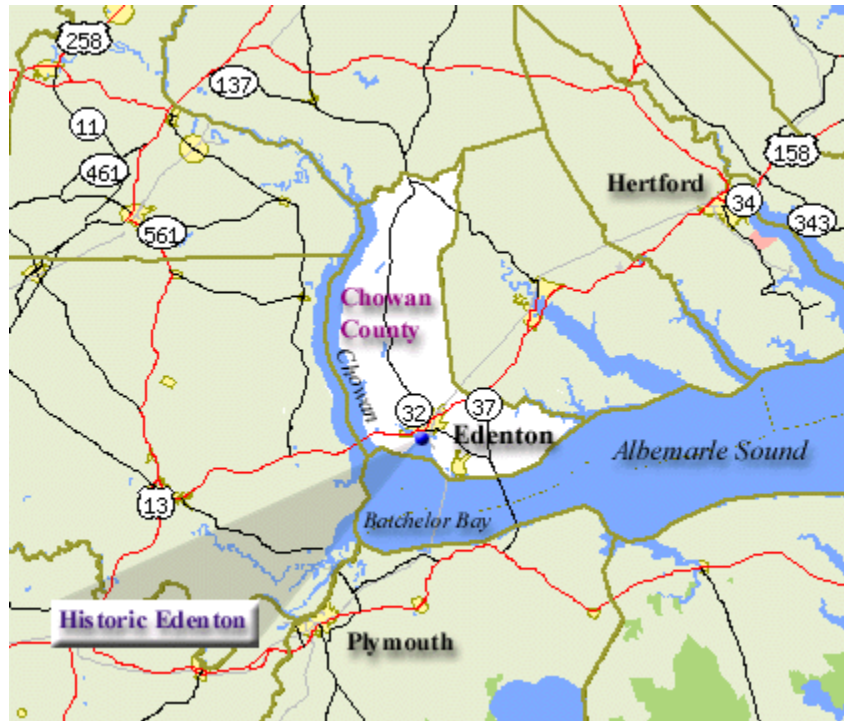 258
137
11
158
461
Hertford
34
343
561
Chowan
County
Chowan
32
37
Edenton
Albemarle Sound
13
Batchelor Bay
Historic Edenton
Plymouth